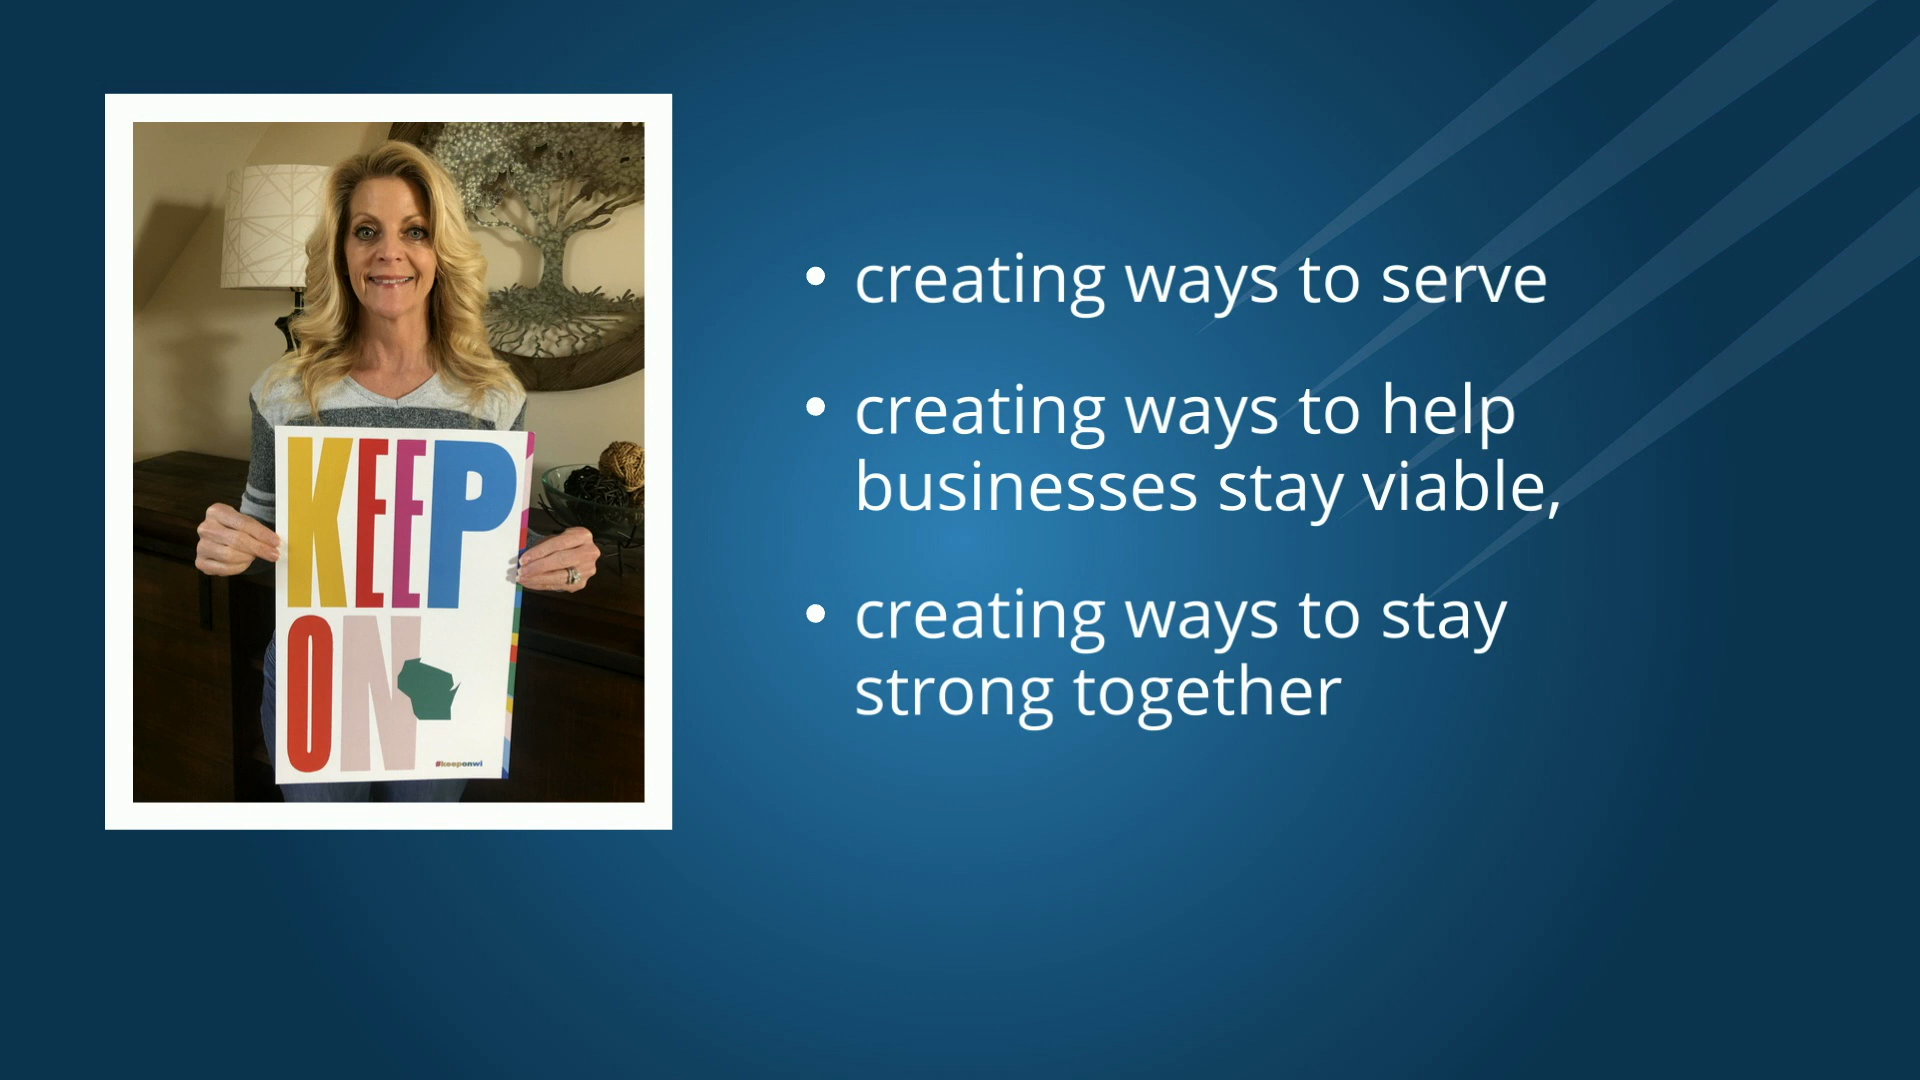 KEEP
ON
#keeponwi
• creating ways to serve
• creating ways to help
businesses stay viable,
• creating ways to stay
strong together